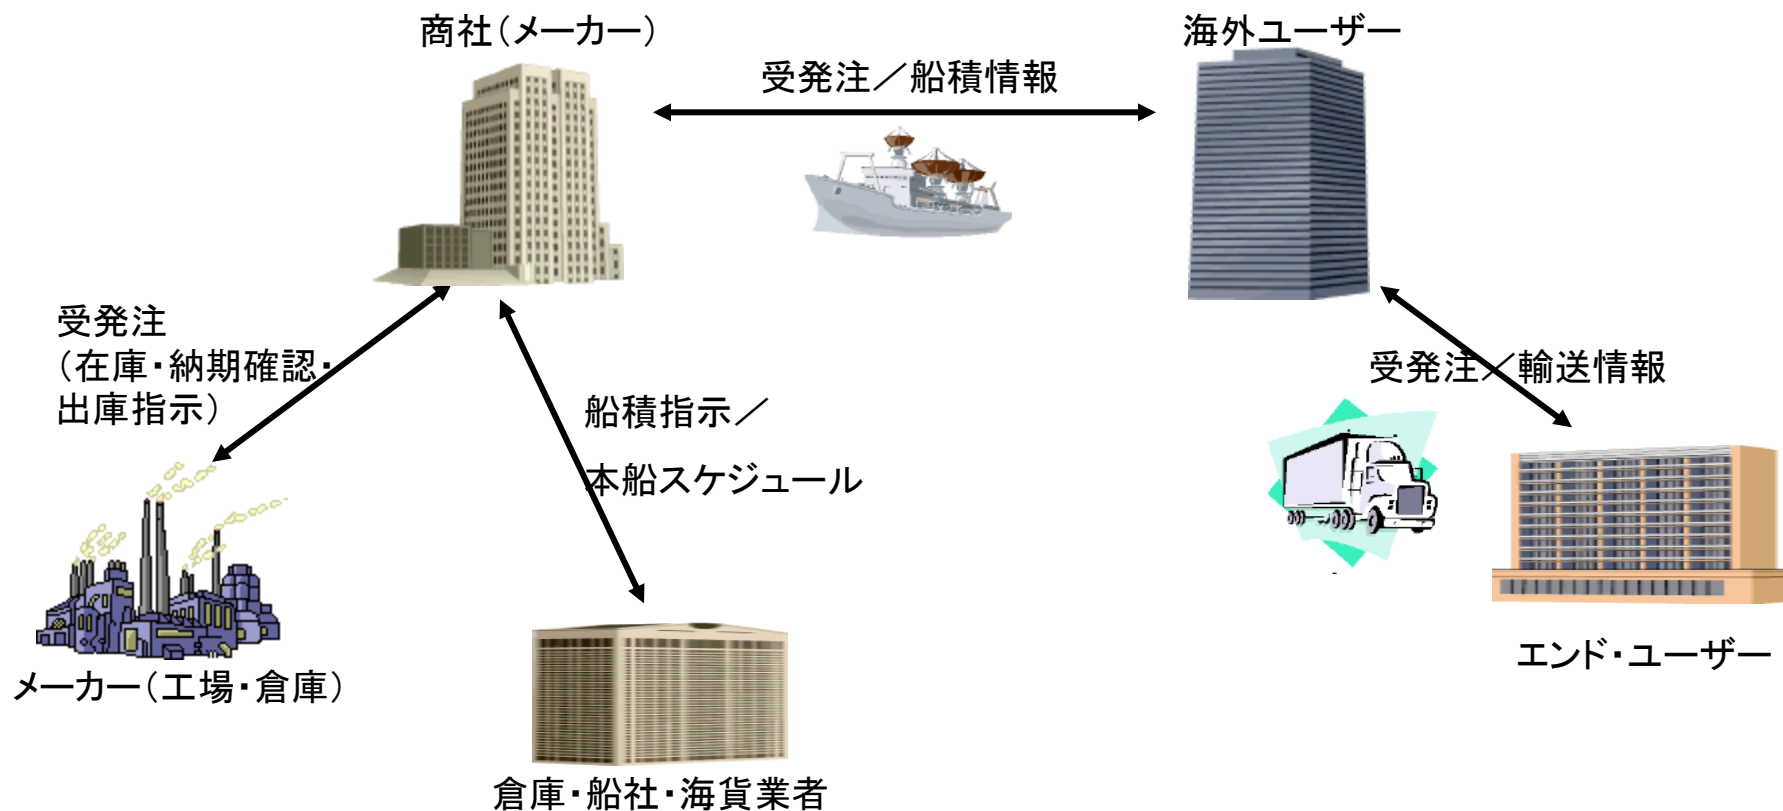 商社(メーカー)
海外ユーザー
受発注/船積情報
受発注
(在庫・納期確認・
出庫指示)
受発注/輸送情報
船積指示/
本船スケジュール
エンド・ユーザー
メーカー(工場・倉庫)
倉庫・船社・海貨業者